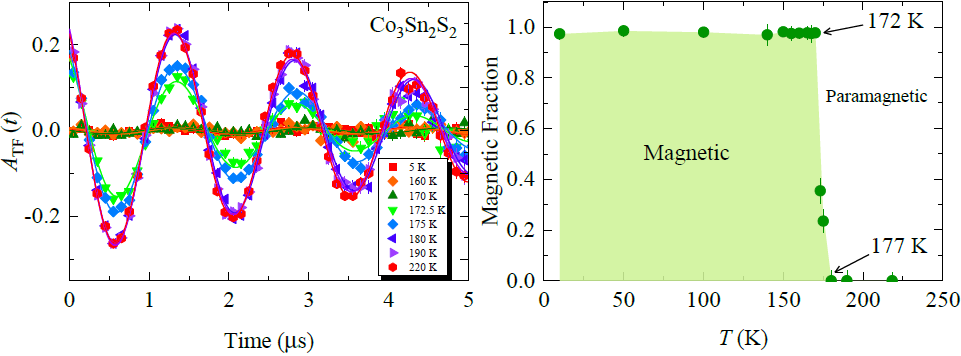 Co3Sn2S2
0.2
0.0
-0.2
ATF (t)
5 K
160 K
170 K
172.5 K
175 K
180 K
190 K
220 K
0 1 2 3 4 5
Time (μs)
1.0
0.8
0.6
0.4
0.2
0.0
Magnetic Fraction
172 K
Paramagnetic
Magnetic
177 K
0 50 100 150 200 250
T (K)